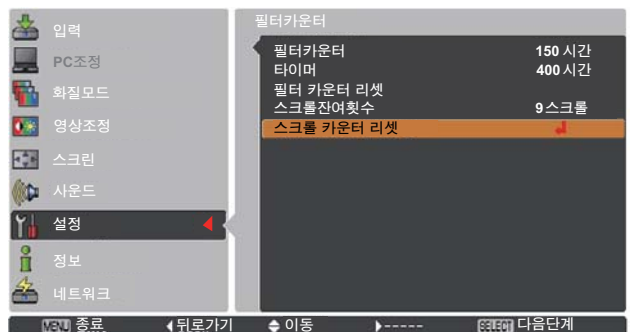 입력
PC조정
화질모드
영상조정
스크린
사운드
설정
정보
네트워크
필터카운터
필터카운터 150 시간
타이머 400 시간
필터 카운터 리셋
스크롤잔여횟수 9 스크롤
스크롤 카운터 리셋
MENU 종료 뒤로가기 이동 ----- SELECT 다음단계